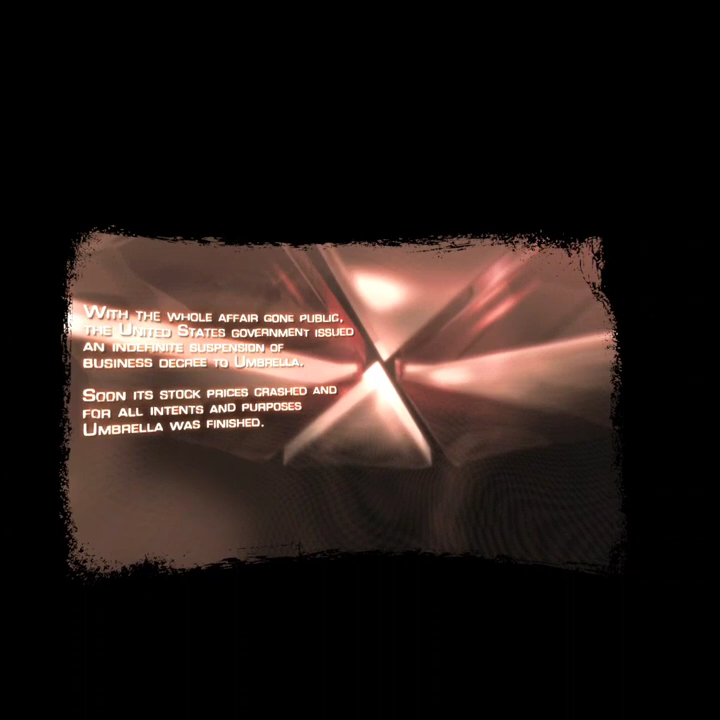 With the whole affair gone public,
the United States government issued
an indefinite suspension of
business decree to Umbrella.
Soon its stock prices crashed and
for all intents and purposes
Umbrella was finished.